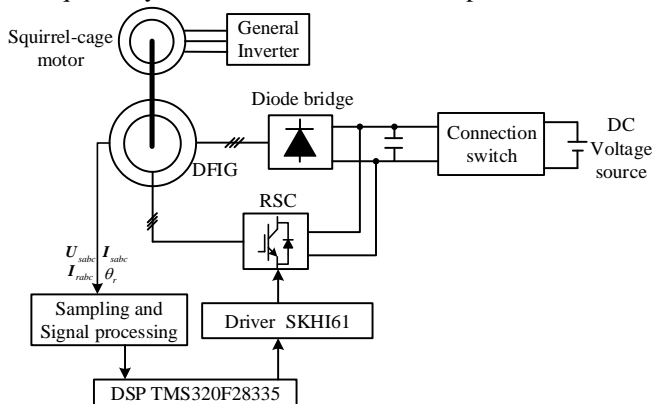 Squirrel-cage
motor
General
Inverter
Diode bridge
Connection
switch
DC
Voltage
source
DFIG
RSC
U_sabc I_sabc
I_rabc θ_r
Sampling and
Signal processing
Driver SKHI61
DSP TMS320F28335